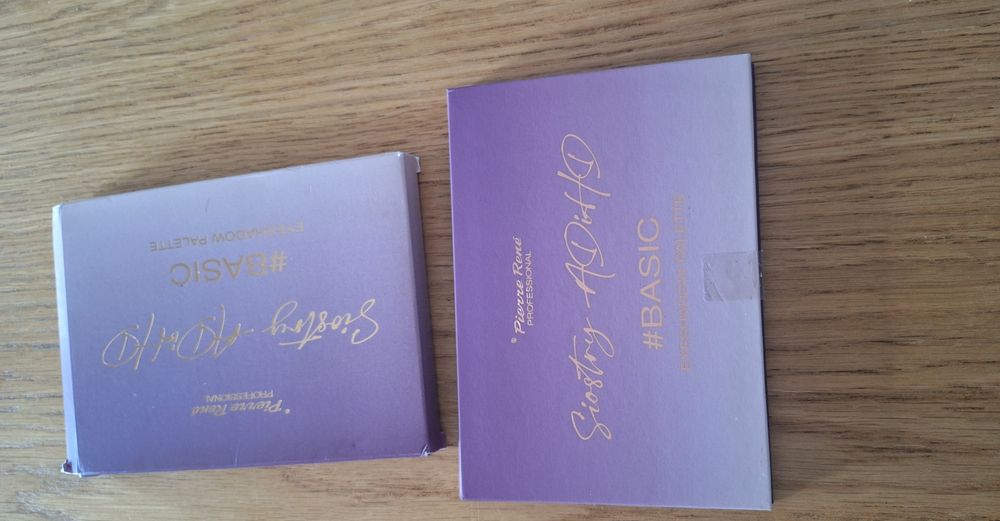 Pierre René
PROFESSIONAL
Siostry ADiHD
#BASIC
EYESHADOW PALETTE
Pierre René
PROFESSIONAL
Siostry ADiHD
#BASIC
EYESHADOW PALETTE